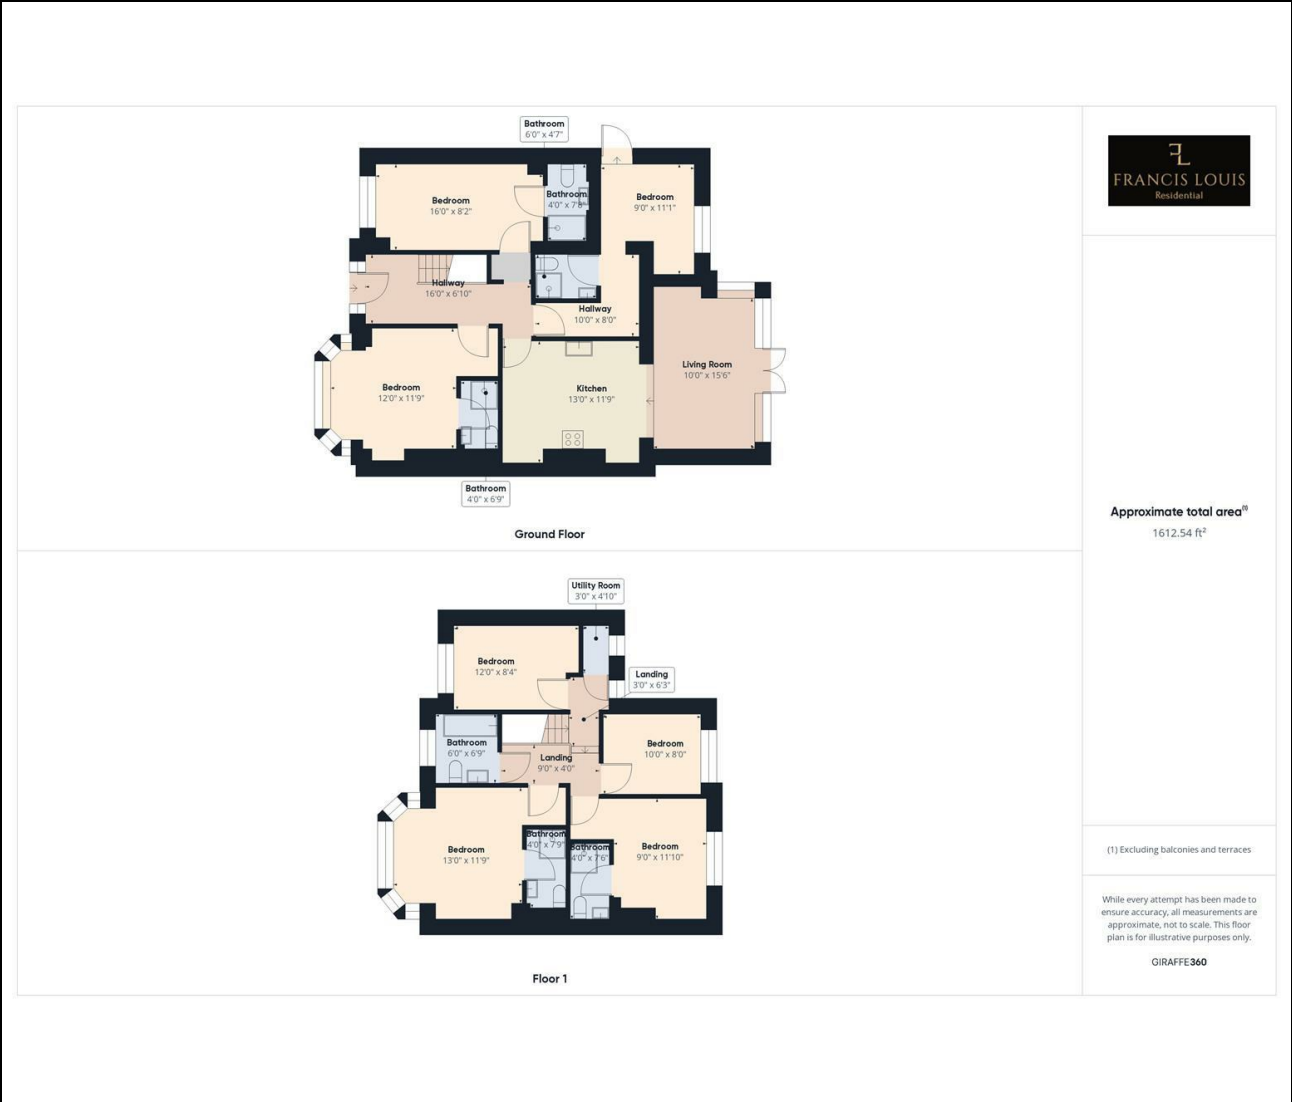 Bathroom
6'0" x 4'7"
Bedroom
16'0" x 8'2"
Bathroom
4'0" x 7'8"
Bedroom
9'0" x 11'1"
Hallway
16'0" x 6'10"
Hallway
10'0" x 8'0"
Living Room
10'0" x 15'6"
Bedroom
12'0" x 11'9"
Kitchen
13'0" x 11'9"
Bathroom
4'0" x 6'9"
Ground Floor
Utility Room
3'0" x 4'10"
Bedroom
12'0" x 8'4"
Landing
3'0" x 6'3"
Bathroom
6'0" x 6'9"
Landing
9'0" x 4'0"
Bedroom
10'0" x 8'0"
Bedroom
13'0" x 11'9"
Bathroom
4'0" x 7'9"
Bathroom
4'0" x 7'6"
Bedroom
9'0" x 11'10"
Floor 1
FL
FRANCIS LOUIS
Residential
Approximate total area(1)
1612.54 ft²
(1) Excluding balconies and terraces
While every attempt has been made to
ensure accuracy, all measurements are
approximate, not to scale. This floor
plan is for illustrative purposes only.
GIRAFFE360